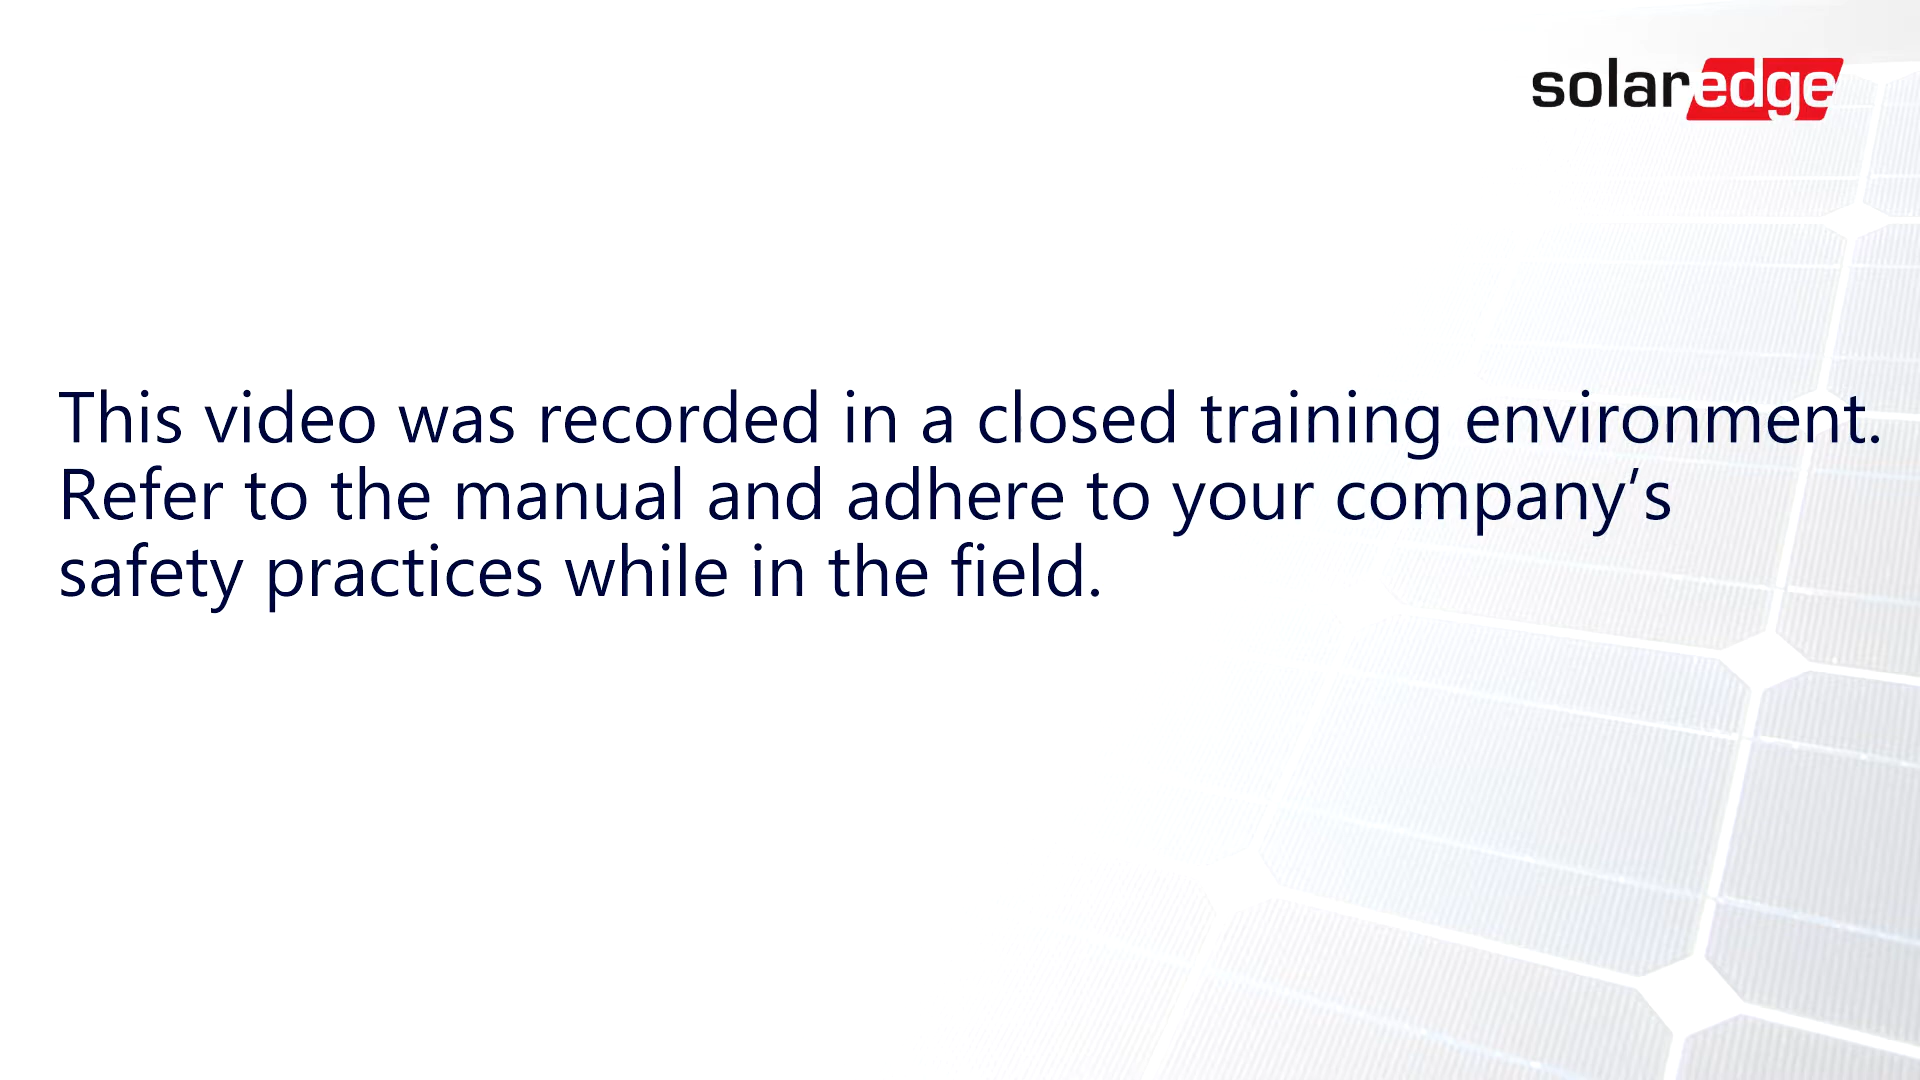 solaredge
This video was recorded in a closed training environment.
Refer to the manual and adhere to your company’s
safety practices while in the field.